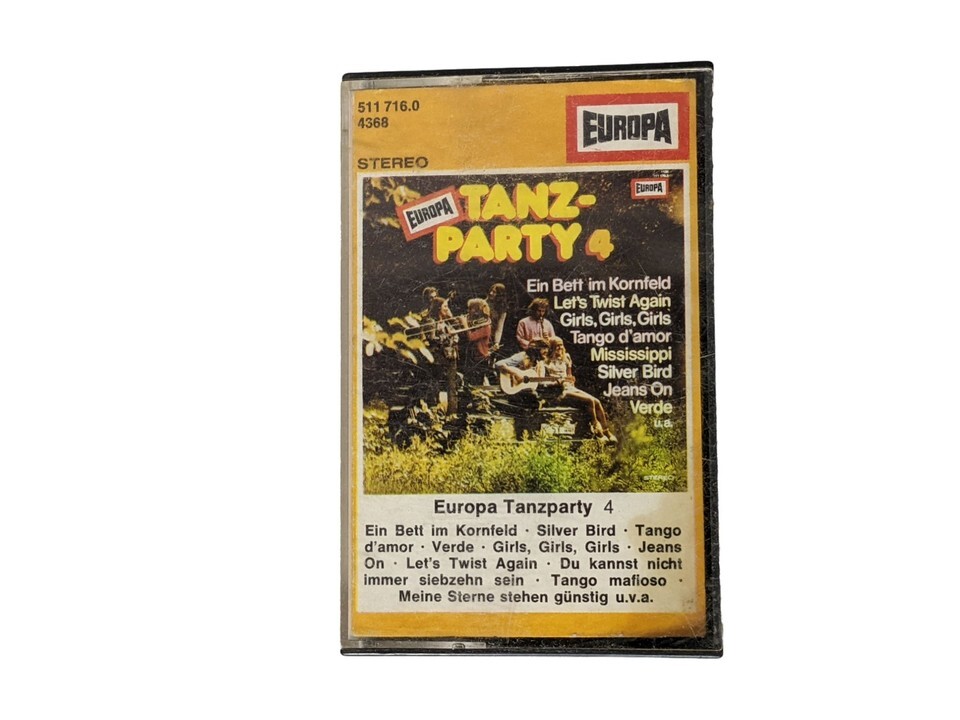 511 716.0
4368
STEREO
EUROPA
EUROPA
EUROPA
TANZ-
PARTY 4
Ein Bett im Kornfeld
Let's Twist Again
Girls, Girls, Girls
Tango d'amor
Mississippi
Silver Bird
Jeans On
Verde
u.a.
STEREO
Europa Tanzparty 4
Ein Bett im Kornfeld · Silver Bird · Tango
d'amor · Verde · Girls, Girls, Girls · Jeans
On · Let's Twist Again · Du kannst nicht
immer siebzehn sein · Tango mafioso ·
Meine Sterne stehen günstig u.v.a.